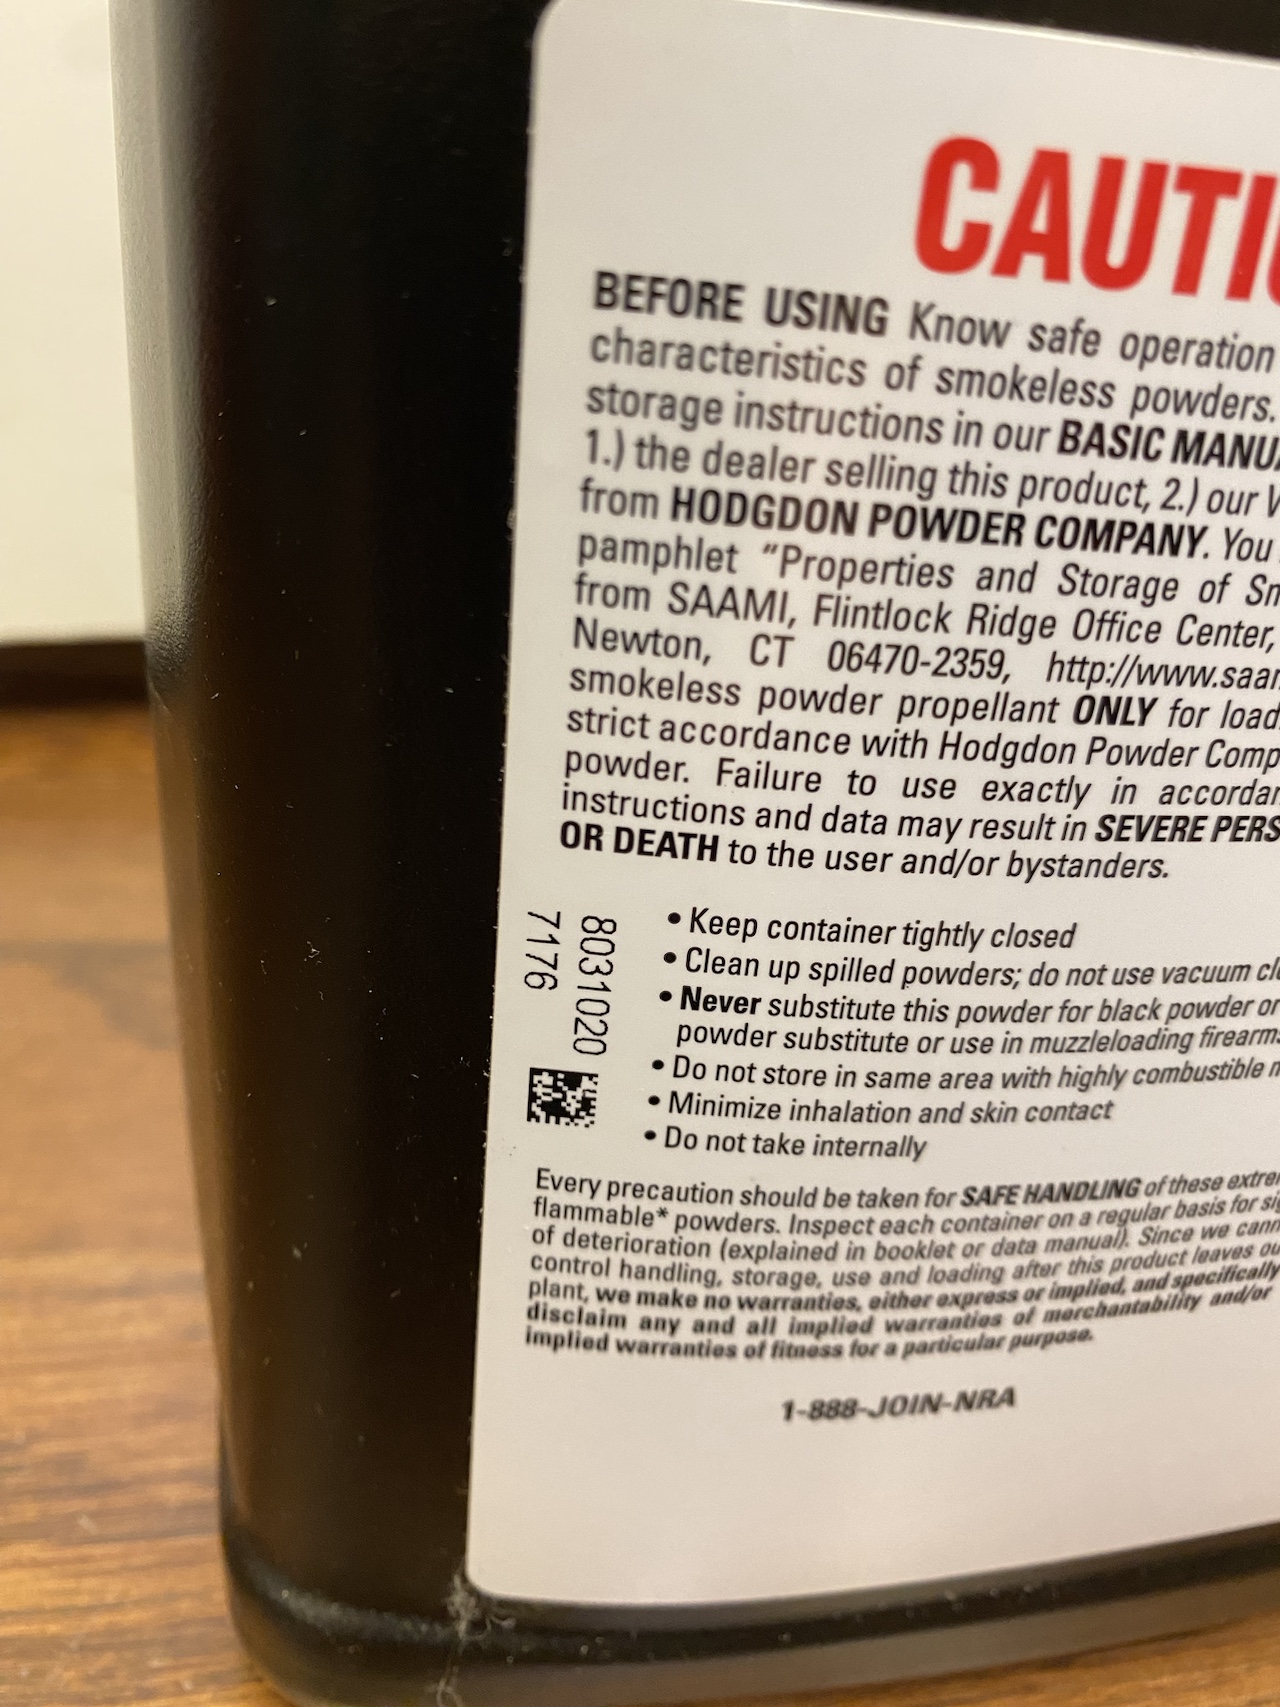 CAUTI
BEFORE USING Know safe operation
characteristics of smokeless powders.
storage instructions in our BASIC MANUA
1.) the dealer selling this product, 2.) our
from HODGDON POWDER COMPANY. You
pamphlet "Properties and Storage of Sm
from SAAMI, Flintlock Ridge Office Center,
Newton, CT 06470-2359, http://www.saam
smokeless powder propellant ONLY for load
strict accordance with Hodgdon Powder Comp
powder. Failure to use exactly in accordan
instructions and data may result in SEVERE PERS
OR DEATH to the user and/or bystanders.
8031020
7176
• Keep container tightly closed
• Clean up spilled powders; do not use vacuum cle
• Never substitute this powder for black powder or
powder substitute or use in muzzleloading firearms
• Do not store in same area with highly combustible m
• Minimize inhalation and skin contact
• Do not take internally
Every precaution should be taken for SAFE HANDLING of these extrem
flammable* powders. Inspect each container on a regular basis for sig
of deterioration (explained in booklet or data manual). Since we cann
control handling, storage, use and loading after this product leaves ou
plant, we make no warranties, either express or implied, and specifically
disclaim any and all implied warranties of merchantability and/or
implied warranties of fitness for a particular purpose.
1-888-JOIN-NRA